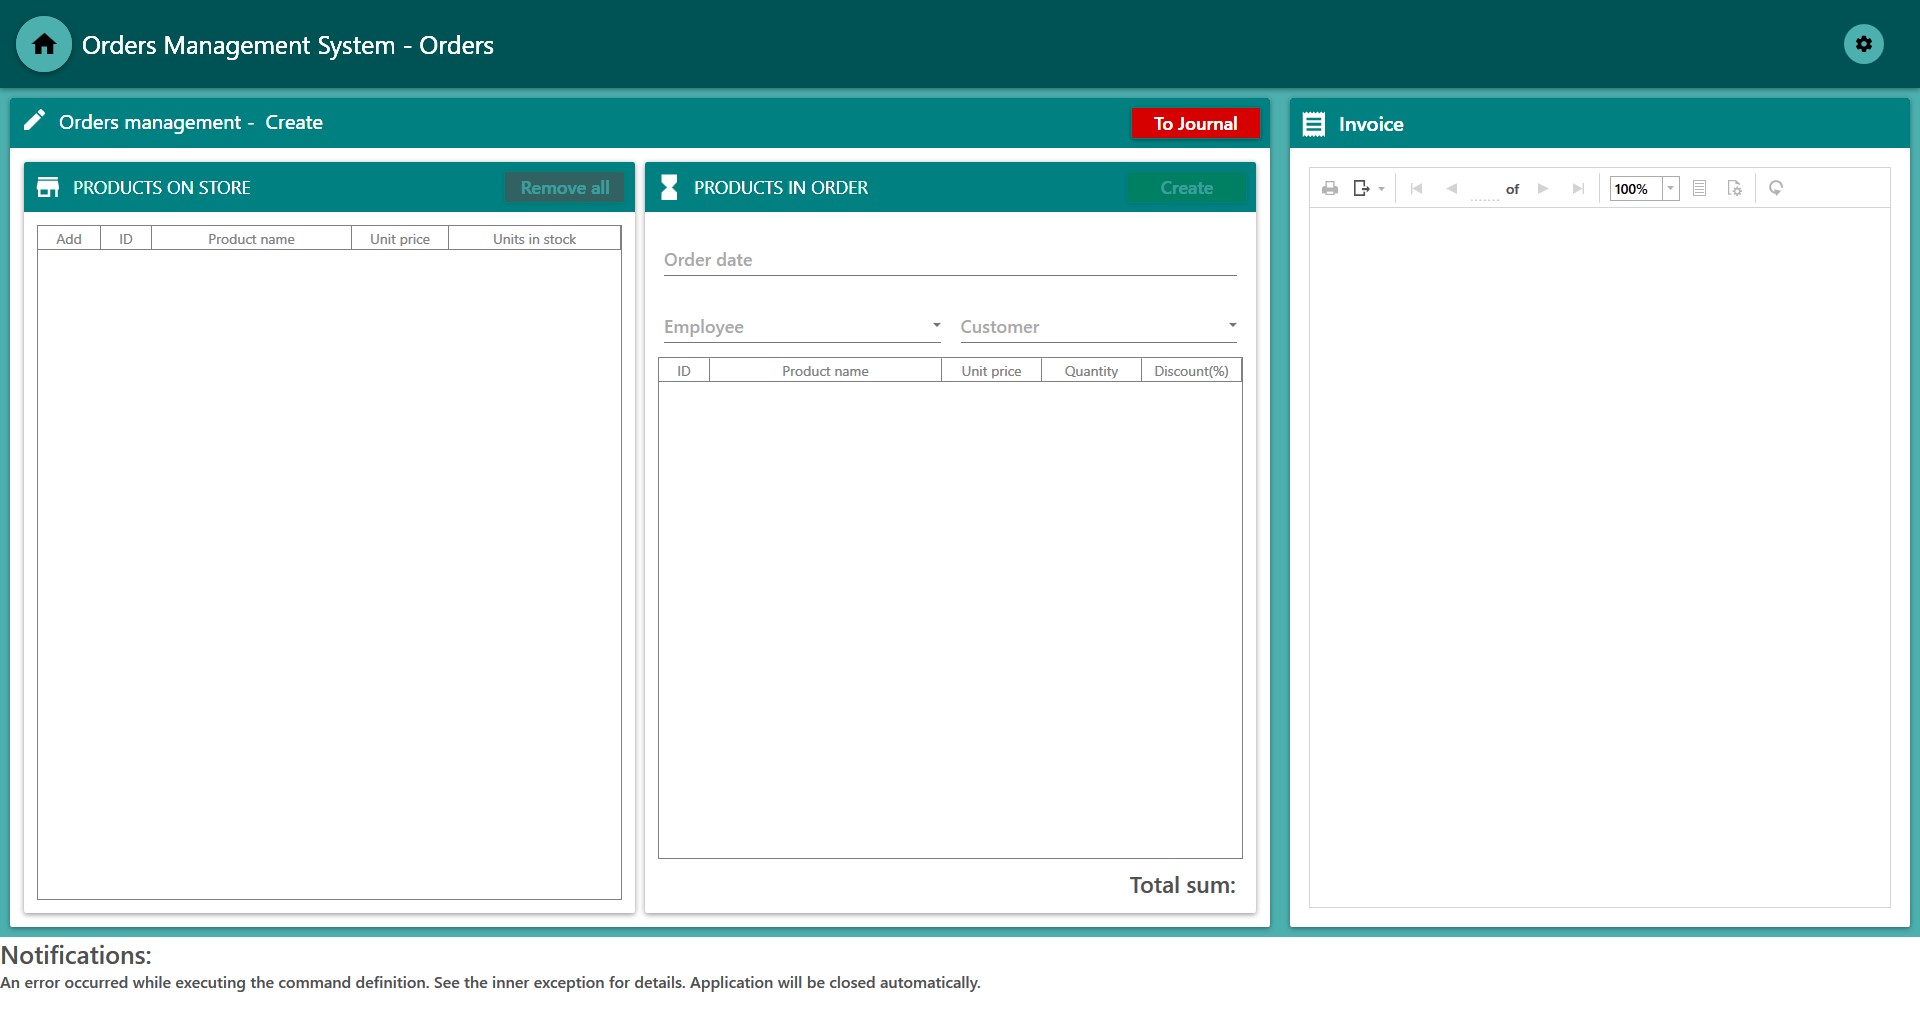 Orders Management System - Orders
Orders management - Create
To Journal
Invoice
PRODUCTS ON STORE
Remove all
PRODUCTS IN ORDER
Create
of
100%
Add ID Product name Unit price Units in stock
Order date
Employee
Customer
ID Product name Unit price Quantity Discount(%)
Total sum:
Notifications:
An error occurred while executing the command definition. See the inner exception for details. Application will be closed automatically.